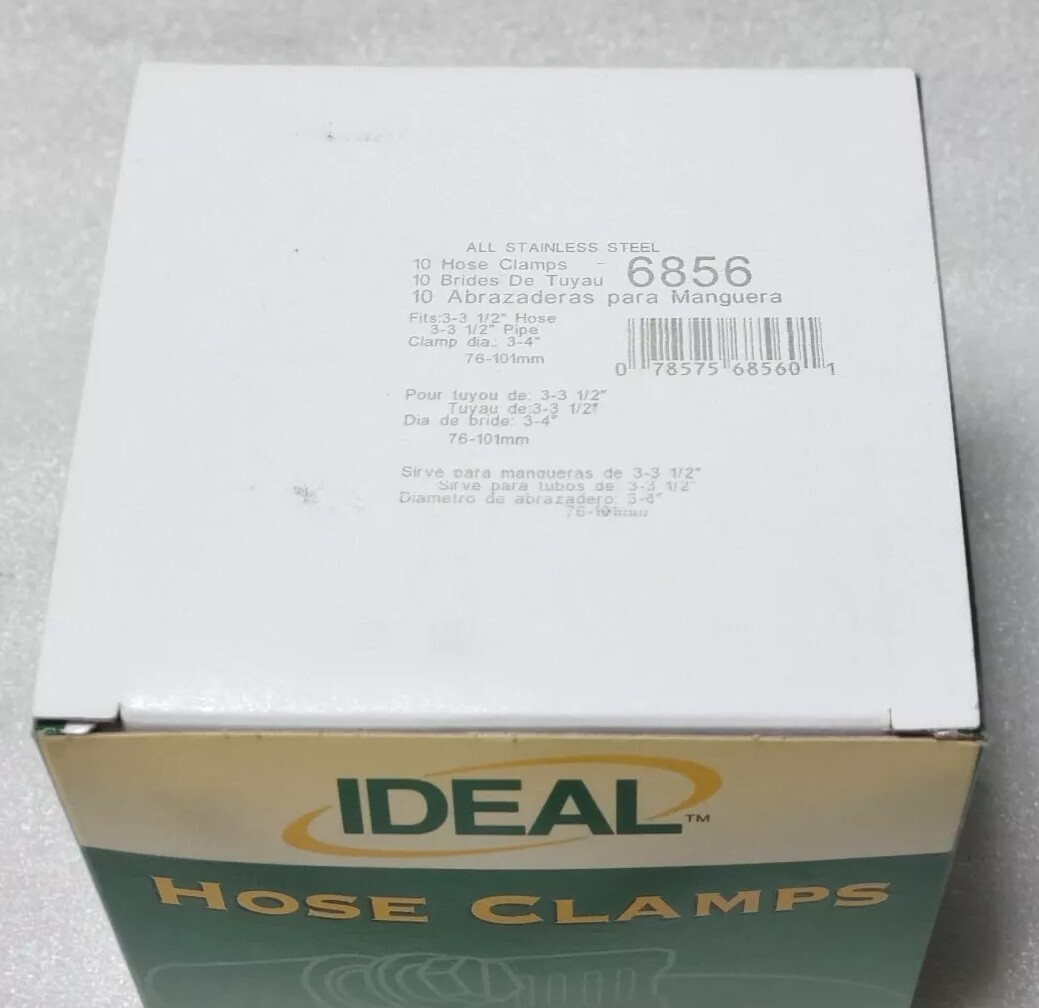 ALL STAINLESS STEEL
10 Hose Clamps - 6856
10 Brides De Tuyau
10 Abrazaderas para Manguera
Fits:3-3 1/2" Hose
3-3 1/2" Pipe
Clamp dia.: 3-4"
76-101mm
0 78575 68560 1
Pour tuyou de: 3-3 1/2"
Tuyau de:3-3 1/2"
Dia de bride: 3-4"
76-101mm
Sirve para mangueras de 3-3 1/2"
Sirve para tubos de 3-3 1/2"
Diametro de abrazadero: 3-4"
76-101mm
IDEAL™
HOSE CLAMPS